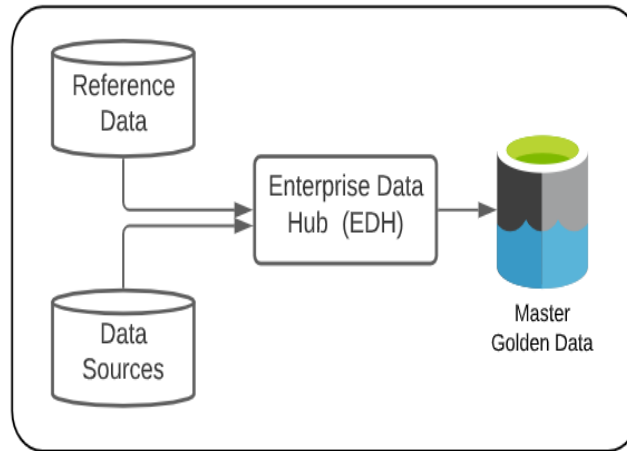 Reference
Data
Enterprise Data
Hub (EDH)
Data
Sources
Master
Golden Data